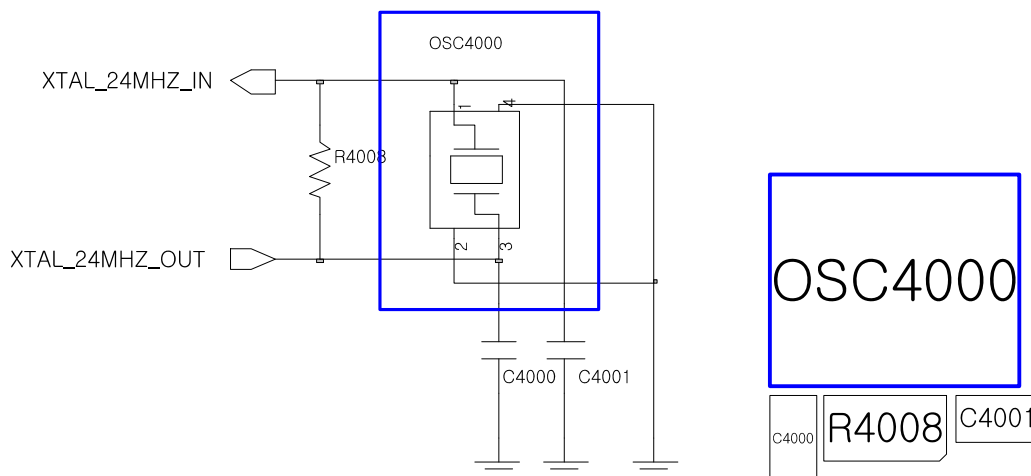 OSC4000
XTAL_24MHZ_IN
1
4
R4008
2
3
XTAL_24MHZ_OUT
C4000
C4001
OSC4000
C4000
R4008
C4001